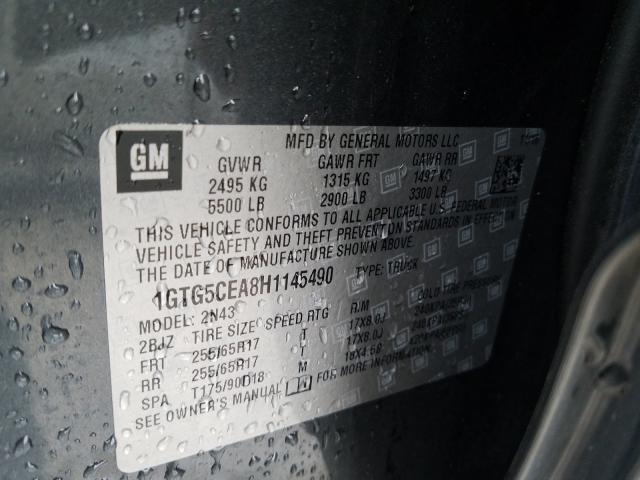 GM
MFD BY GENERAL MOTORS LLC
GVWR GAWR FRT GAWR RR
2495 KG 1315 KG 1497 KG
5500 LB 2900 LB 3300 LB
THIS VEHICLE CONFORMS TO ALL APPLICABLE U.S. FEDERAL MOTOR
VEHICLE SAFETY AND THEFT PREVENTION STANDARDS IN EFFECT ON
THE DATE OF MANUFACTURE SHOWN ABOVE.
1GTG5CEA8H1145490 TYPE: TRUCK
MODEL: 2N43
2BJZ TIRE SIZE SPEED RTG RIM COLD TIRE PRESSURE
FRT 255/65R17 T 17X8.0J
RR 255/65R17 T 17X8.0J
SPA T175/90D18 M 18X4.5B
SEE OWNER'S MANUAL FOR MORE INFORMATION.